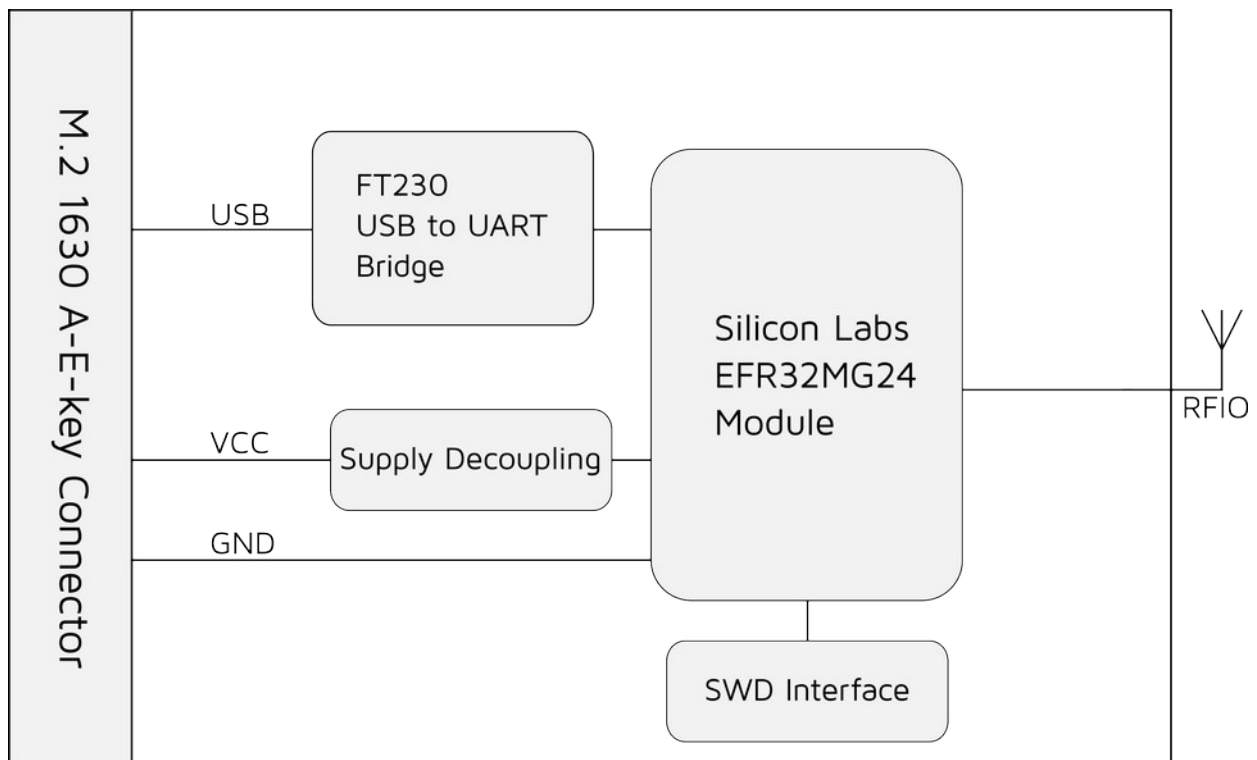 M.2 1630 A-E-key Connector
USB
FT230
USB to UART
Bridge
Silicon Labs
EFR32MG24
Module
RFIO
VCC
Supply Decoupling
GND
SWD Interface